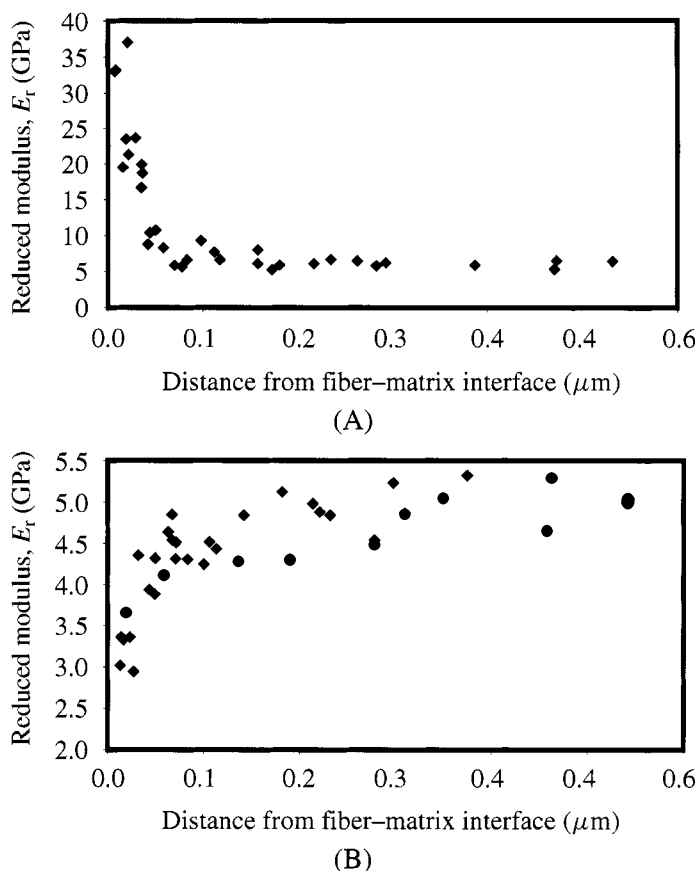 Reduced modulus, Er (GPa)
40
35
30
25
20
15
10
5
0
0.0 0.1 0.2 0.3 0.4 0.4 0.6
Distance from fiber–matrix interface (μm)
(A)
Reduced modulus, Er (GPa)
5.5
5.0
4.5
4.0
3.5
3.0
2.5
2.0
0.0 0.1 0.2 0.3 0.4 0.4 0.6
Distance from fiber–matrix interface (μm)
(B)